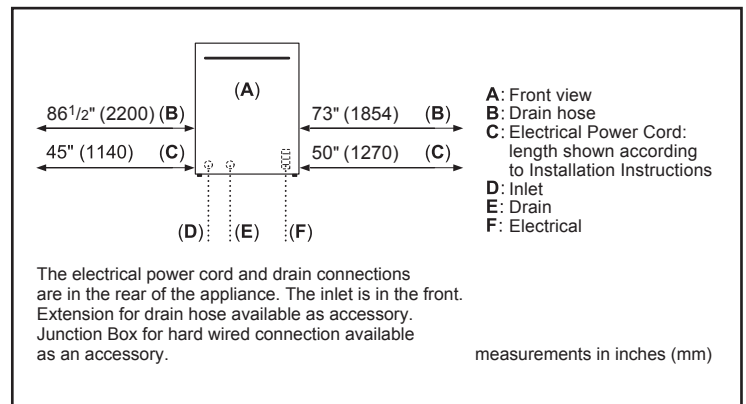 (A)
86 1/2" (2200) (B)
73" (1854) (B)
45" (1140) (C)
50" (1270) (C)
(D)
(E)
(F)
A: Front view
B: Drain hose
C: Electrical Power Cord:
length shown according
to Installation Instructions
D: Inlet
E: Drain
F: Electrical
The electrical power cord and drain connections
are in the rear of the appliance. The inlet is in the front.
Extension for drain hose available as accessory.
Junction Box for hard wired connection available
as an accessory.
measurements in inches (mm)